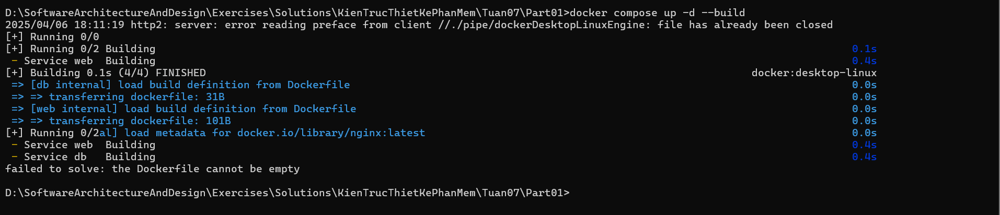 D:\SoftwareArchitectureAndDesign\Exercises\Solutions\KienTrucThietKePhanMem\Tuan07\Part01>docker compose up -d --build
2025/04/06 18:11:19 http2: server: error reading preface from client //./pipe/dockerDesktopLinuxEngine: file has already been closed
[+] Running 0/0
[+] Running 0/2 Building 0.1s
- Service web  Building 0.4s
[+] Building 0.1s (4/4) FINISHED docker:desktop-linux
=> [db internal] load build definition from Dockerfile 0.0s
=> => transferring dockerfile: 31B 0.0s
=> [web internal] load build definition from Dockerfile 0.0s
=> => transferring dockerfile: 101B 0.0s
[+] Running 0/2al] load metadata for docker.io/library/nginx:latest 0.0s
- Service web  Building 0.4s
- Service db   Building 0.4s
failed to solve: the Dockerfile cannot be empty
D:\SoftwareArchitectureAndDesign\Exercises\Solutions\KienTrucThietKePhanMem\Tuan07\Part01>